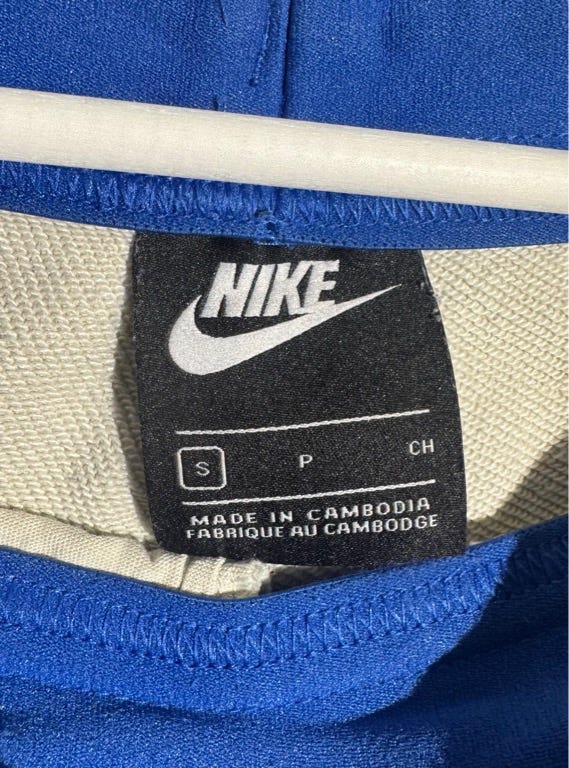 NIKE
S P CH
MADE IN CAMBODIA
FABRIQUE AU CAMBODGE